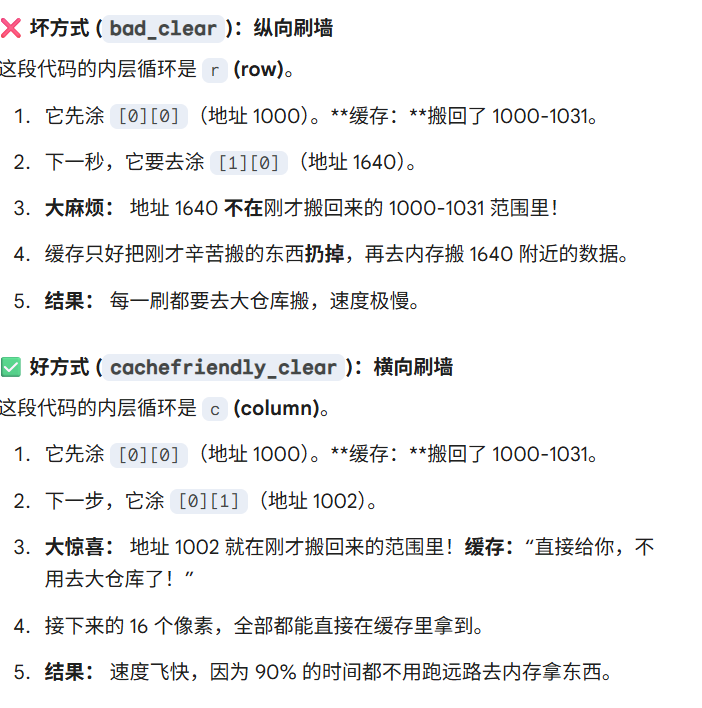 ❌ 坏方式 (bad_clear)：纵向刷墙
这段代码的内层循环是 r (row)。
1. 它先涂 [0][0]（地址 1000）。**缓存：**搬回了 1000-1031。
2. 下一秒，它要去涂 [1][0]（地址 1640）。
3. 大麻烦： 地址 1640 不在刚才搬回来的 1000-1031 范围里！
4. 缓存只好把刚才辛苦搬的东西扔掉，再去内存搬 1640 附近的数据。
5. 结果： 每一刷都要去大仓库搬，速度极慢。
✅ 好方式 (cachefriendly_clear)：横向刷墙
这段代码的内层循环是 c (column)。
1. 它先涂 [0][0]（地址 1000）。**缓存：**搬回了 1000-1031。
2. 下一步，它涂 [0][1]（地址 1002）。
3. 大惊喜： 地址 1002 就在刚才搬回来的范围里！缓存：“直接给你，不
用去大仓库了！”
4. 接下来的 16 个像素，全部都能直接在缓存里拿到。
5. 结果： 速度飞快，因为 90% 的时间都不用跑远路去内存拿东西。